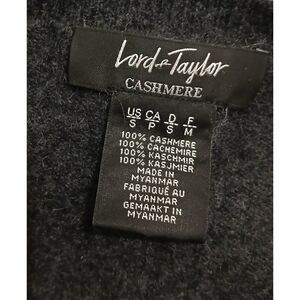 Lord & Taylor
CASHMERE
US CA D F
S P S M
100% CASHMERE
100% CACHEMIRE
100% KASCHMIR
100% KASJMIER
MADE IN
MYANMAR
FABRIQUÉ AU
MYANMAR
GEMAAKT IN
MYANMAR